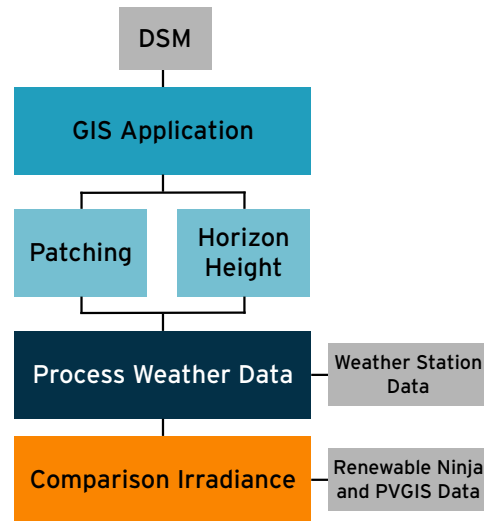 DSM
GIS Application
Patching
Horizon
Height
Process Weather Data
Weather Station
Data
Comparison Irradiance
Renewable Ninja
and PVGIS Data